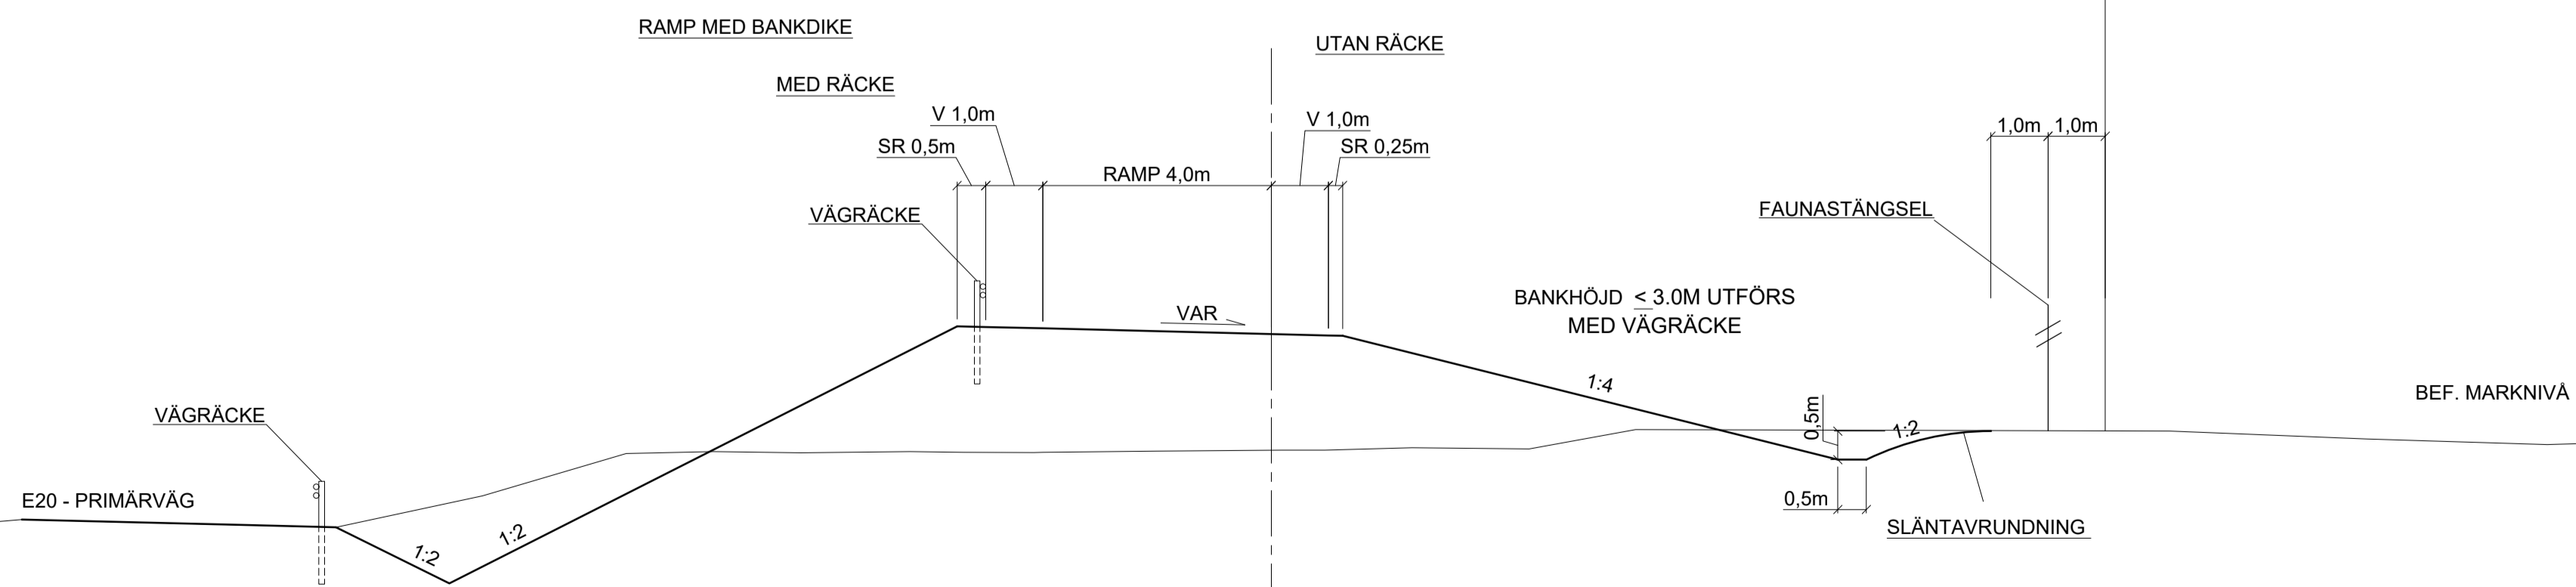 RAMP MED BANKDIKE
UTAN RÄCKE
MED RÄCKE
V 1,0m
V 1,0m
1,0m
1,0m
SR 0,5m
SR 0,25m
RAMP 4,0m
VÄGRÄCKE
FAUNASTÄNGSEL
VAR
BANKHÖJD < 3.0M UTFÖRS
MED VÄGRÄCKE
1:4
BEF. MARKNIVÅ
VÄGRÄCKE
0,5m
1:2
E20 - PRIMÄRVÄG
0,5m
1:2
1:2
SLÄNTAVRUNDNING